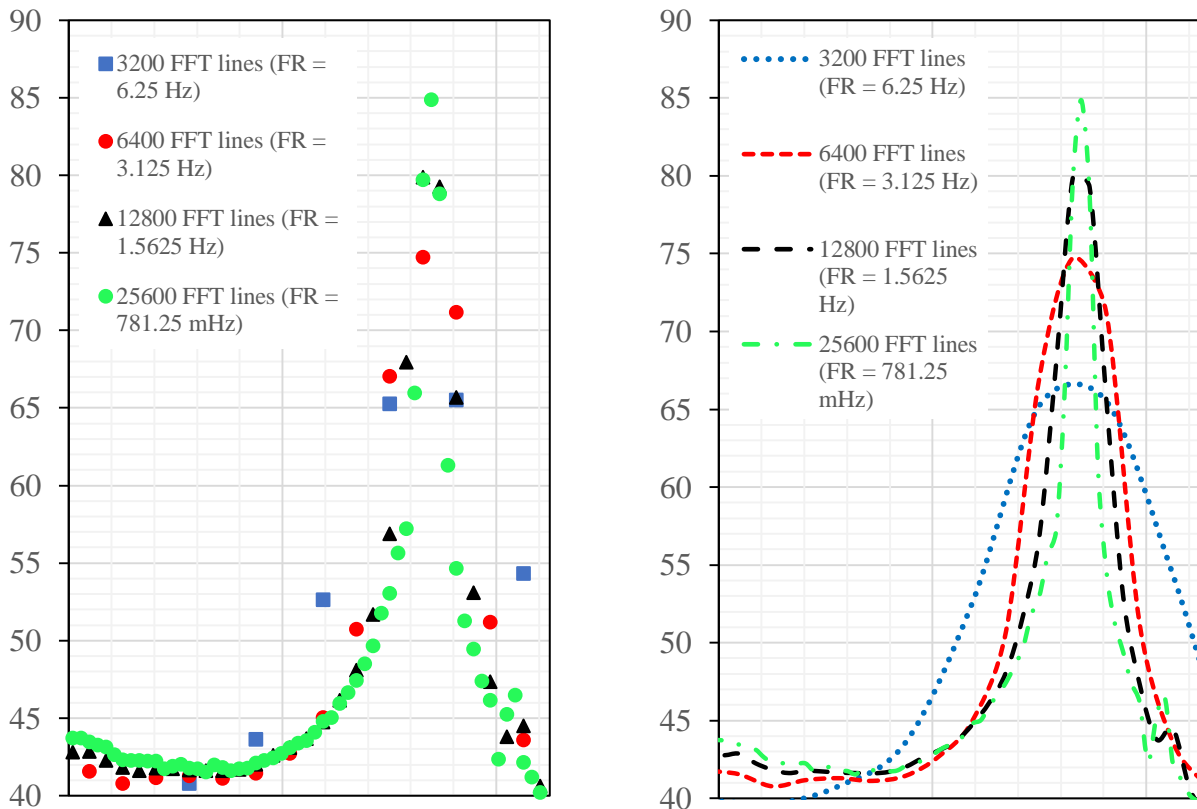 90
85
80
75
70
65
60
55
50
45
40
3200 FFT lines (FR =
6.25 Hz)
6400 FFT lines (FR =
3.125 Hz)
12800 FFT lines (FR =
1.5625 Hz)
25600 FFT lines (FR =
781.25 mHz)
90
85
80
75
70
65
60
55
50
45
40
3200 FFT lines
(FR = 6.25 Hz)
6400 FFT lines
(FR = 3.125 Hz)
12800 FFT lines
(FR = 1.5625
Hz)
25600 FFT lines
(FR = 781.25
mHz)